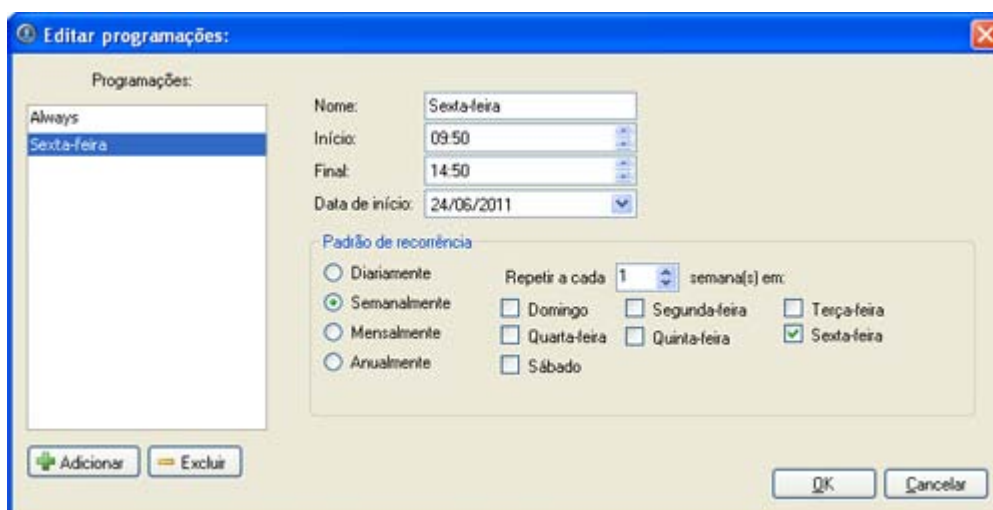 Editar programações:
Programações:
Always
Sexta-feira
Nome: Sexta-feira
Início: 09:50
Final: 14:50
Data de início: 24/06/2011
Padrão de recorrência
Diariamente
Semanalmente
Mensalmente
Anualmente
Repetir a cada 1 semana(s) em:
Domingo Segunda-feira Terça-feira
Quarta-feira Quinta-feira Sexta-feira
Sábado
Adicionar Excluir
OK Cancelar